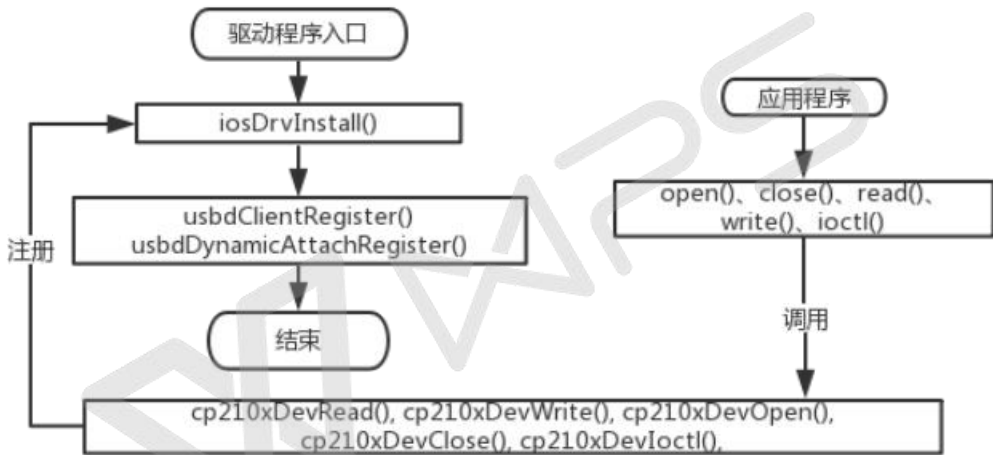 驱动程序入口
iosDrvInstall()
usbdClientRegister()
usbdDynamicAttachRegister()
结束
注册
应用程序
open()、close()、read()、
write()、ioctl()
调用
cp210xDevRead(), cp210xDevWrite(), cp210xDevOpen(),
cp210xDevClose(), cp210xDevIoctl(),
WPS